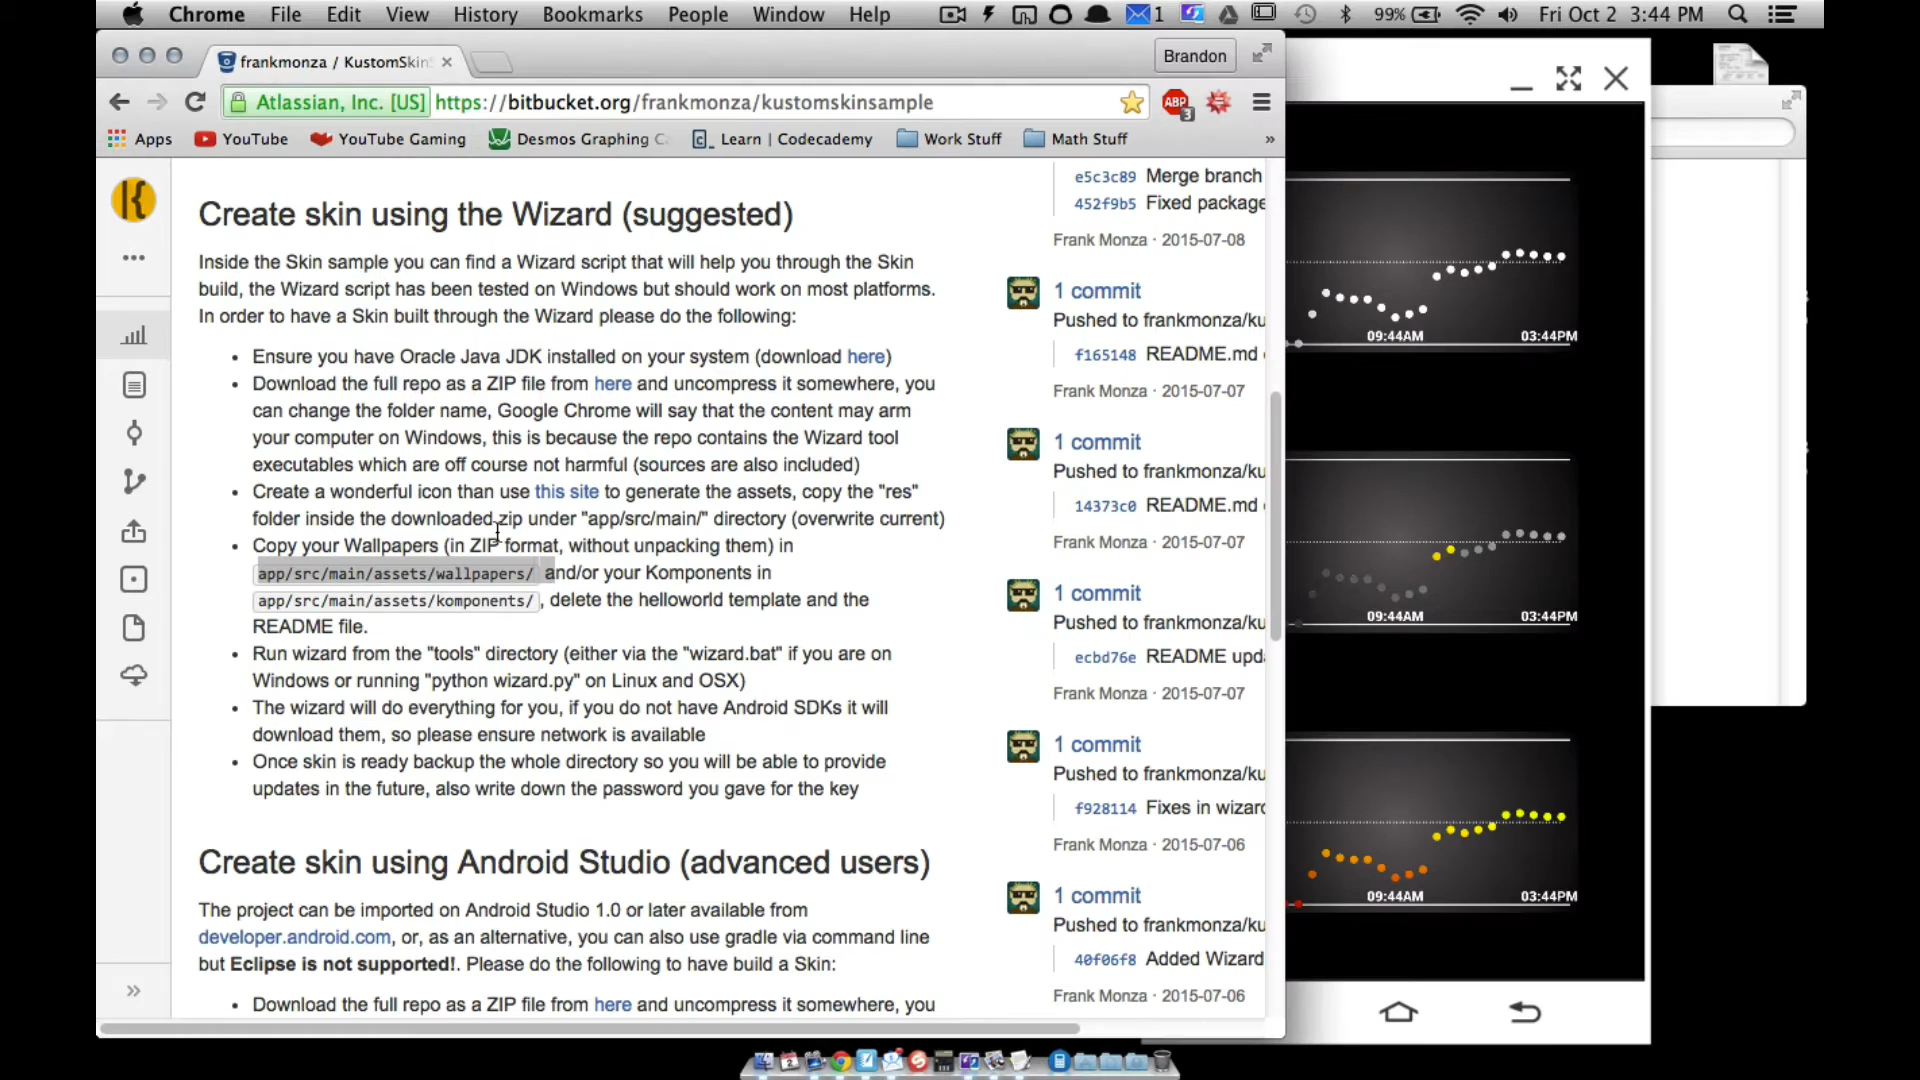 Chrome File Edit View History Bookmarks People Window Help 1 99% Fri Oct 2 3:44 PM
frankmonza / KustomSkinS
Brandon
Atlassian, Inc. [US] https://bitbucket.org/frankmonza/kustomskinsample
ABP 3
Apps YouTube YouTube Gaming Desmos Graphing C Learn | Codecademy Work Stuff Math Stuff »
Create skin using the Wizard (suggested)
Inside the Skin sample you can find a Wizard script that will help you through the Skin
build, the Wizard script has been tested on Windows but should work on most platforms.
In order to have a Skin built through the Wizard please do the following:
• Ensure you have Oracle Java JDK installed on your system (download here)
• Download the full repo as a ZIP file from here and uncompress it somewhere, you
can change the folder name, Google Chrome will say that the content may arm
your computer on Windows, this is because the repo contains the Wizard tool
executables which are off course not harmful (sources are also included)
• Create a wonderful icon than use this site to generate the assets, copy the "res"
folder inside the downloaded zip under "app/src/main/" directory (overwrite current)
• Copy your Wallpapers (in ZIP format, without unpacking them) in
app/src/main/assets/wallpapers/ and/or your Komponents in
app/src/main/assets/komponents/ , delete the helloworld template and the
README file.
• Run wizard from the "tools" directory (either via the "wizard.bat" if you are on
Windows or running "python wizard.py" on Linux and OSX)
• The wizard will do everything for you, if you do not have Android SDKs it will
download them, so please ensure network is available
• Once skin is ready backup the whole directory so you will be able to provide
updates in the future, also write down the password you gave for the key
Create skin using Android Studio (advanced users)
The project can be imported on Android Studio 1.0 or later available from
developer.android.com, or, as an alternative, you can also use gradle via command line
but Eclipse is not supported!. Please do the following to have build a Skin:
• Download the full repo as a ZIP file from here and uncompress it somewhere, you
e5c3c89 Merge branch
452f9b5 Fixed package
Frank Monza · 2015-07-08
1 commit
Pushed to frankmonza/ku
f165148 README.md
Frank Monza · 2015-07-07
1 commit
Pushed to frankmonza/ku
14373c0 README.md
Frank Monza · 2015-07-07
1 commit
Pushed to frankmonza/ku
ecbd76e README upda
Frank Monza · 2015-07-07
1 commit
Pushed to frankmonza/ku
f928114 Fixes in wizard
Frank Monza · 2015-07-06
1 commit
Pushed to frankmonza/ku
40f06f8 Added Wizard
Frank Monza · 2015-07-06
09:44AM 03:44PM
09:44AM 03:44PM
09:44AM 03:44PM